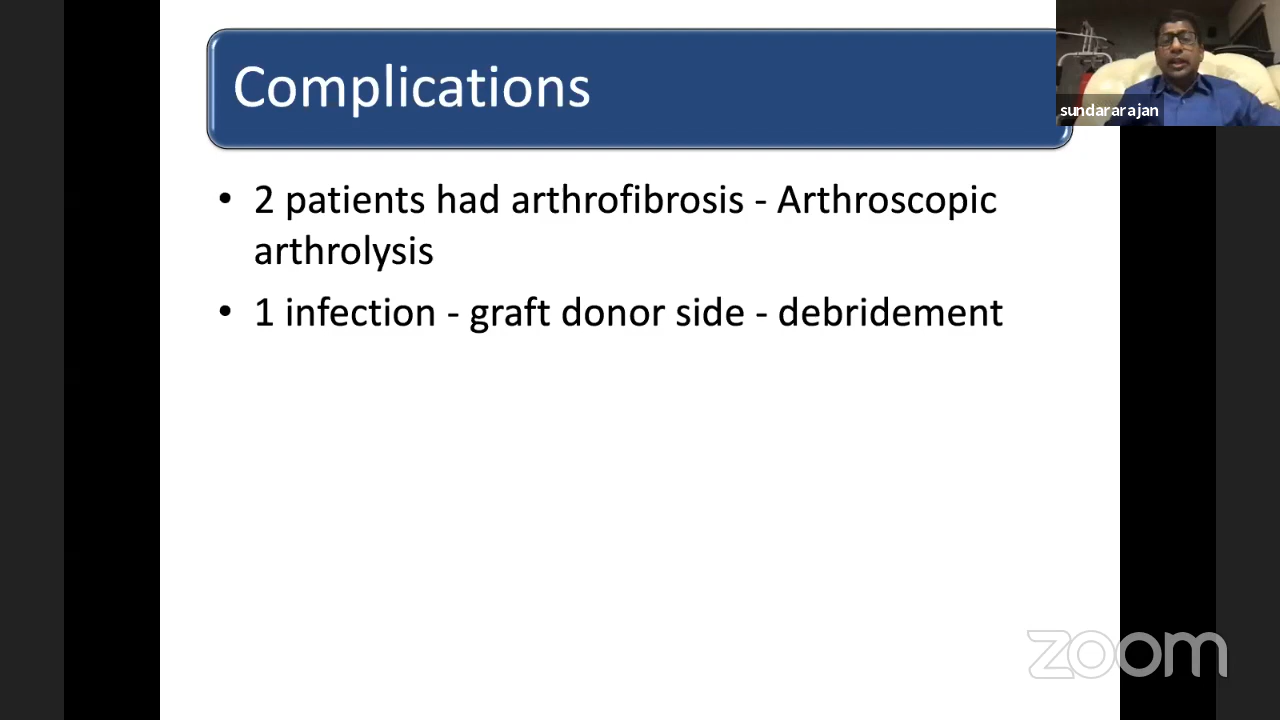 Complications
sundararajan
• 2 patients had arthrofibrosis - Arthroscopic
arthrolysis
• 1 infection - graft donor side - debridement
zoom